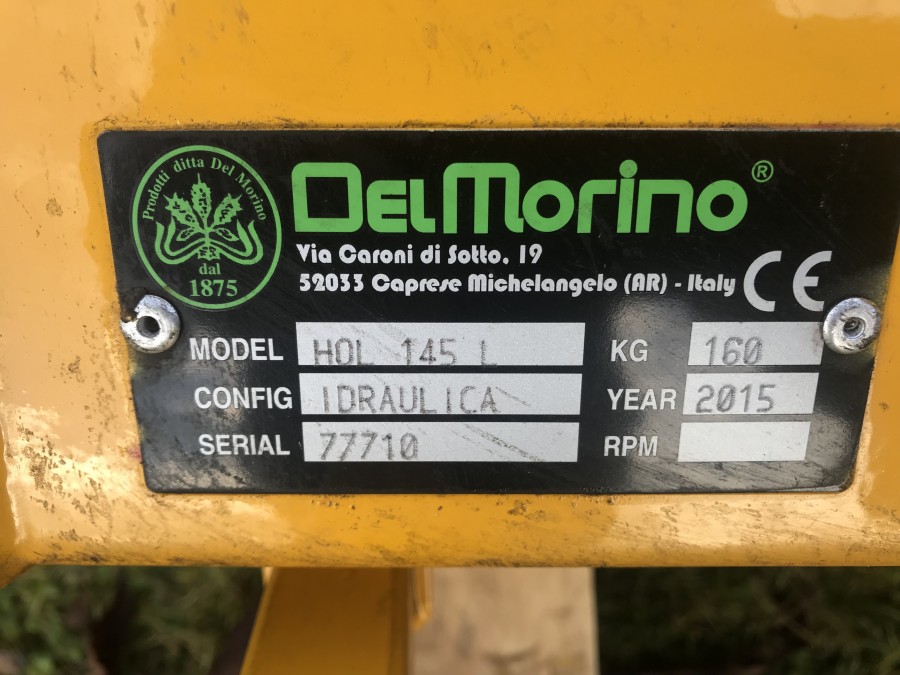 Prodotti ditta Del Morino
dal
1875
DelMorino®
Via Caroni di Sotto, 19
52033 Caprese Michelangelo (AR) - Italy
CE
MODEL HOL 145 L KG 160
CONFIG IDRAULICA YEAR 2015
SERIAL 77710 RPM